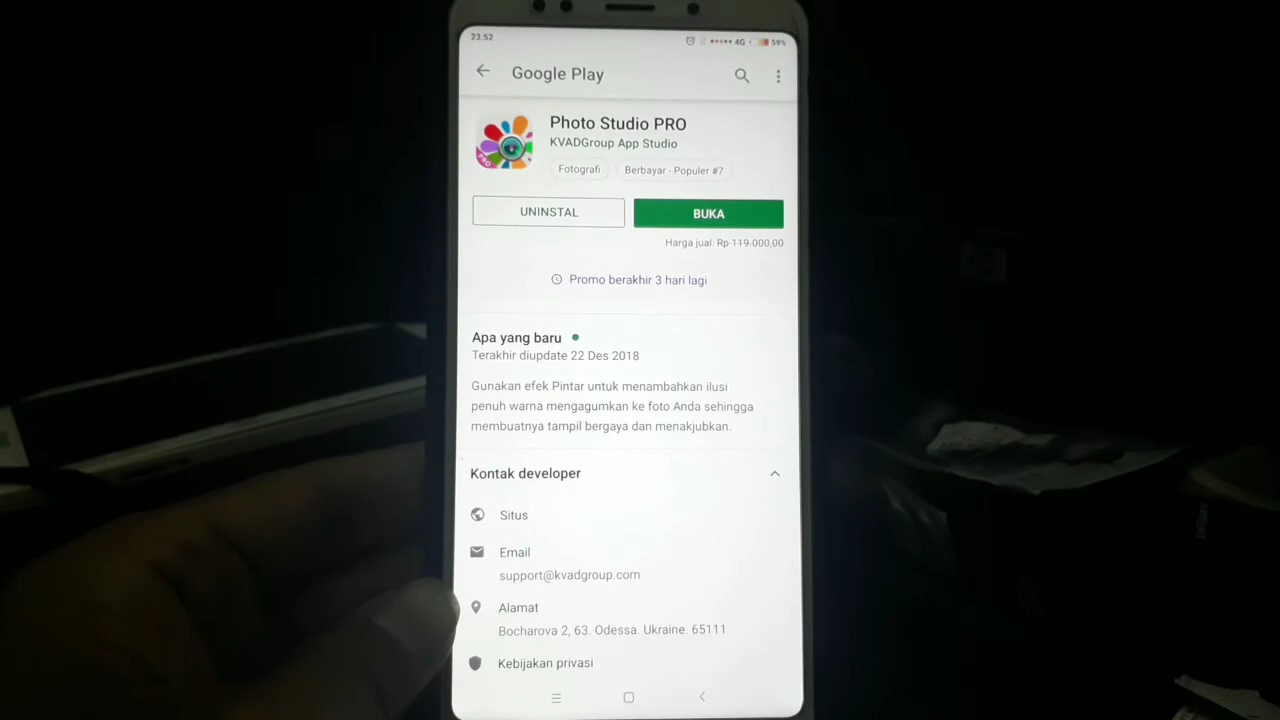 23:52
4G 59%
Google Play
Photo Studio PRO
KVADGroup App Studio
PRO
Fotografi
Berbayar - Populer #7
UNINSTAL
BUKA
Harga jual: Rp 119.000,00
Promo berakhir 3 hari lagi
Apa yang baru
Terakhir diupdate 22 Des 2018
Gunakan efek Pintar untuk menambahkan ilusi
penuh warna mengagumkan ke foto Anda sehingga
membuatnya tampil bergaya dan menakjubkan.
Kontak developer
Situs
Email
support@kvadgroup.com
Alamat
Bocharova 2, 63. Odessa. Ukraine. 65111
Kebijakan privasi